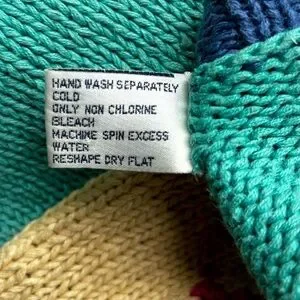 HAND WASH SEPARATELY
COLD
ONLY NON CHLORINE
BLEACH
MACHINE SPIN EXCESS
WATER
RESHAPE DRY FLAT